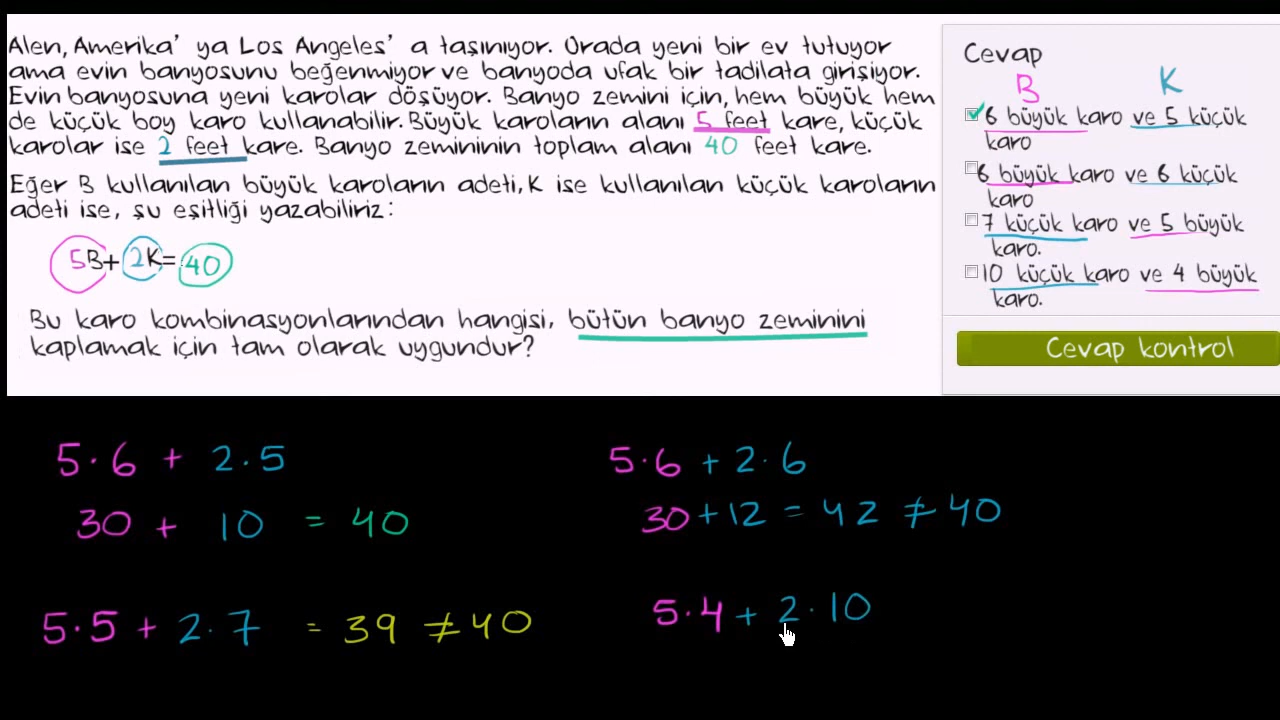 Alen, Amerika' ya Los Angeles' a taşınıyor. Orada yeni bir ev tutuyor
ama evin banyosunu beğenmiyor ve banyoda ufak bir tadilata girişiyor.
Evin banyosuna yeni karolar döşüyor. Banyo zemini için, hem büyük hem
de küçük boy karo kullanabilir. Büyük karoların alanı 5 feet kare, küçük
karolar ise 2 feet kare. Banyo zemininin toplam alanı 40 feet kare.
Eğer B kullanılan büyük karoların adeti, K ise kullanılan küçük karoların
adeti ise, şu eşitliği yazabiliriz:
5B+2K=40
Bu karo kombinasyonlarından hangisi, bütün banyo zeminini
kaplamak için tam olarak uygundur?
Cevap
B K
6 büyük karo ve 5 küçük
karo
6 büyük karo ve 6 küçük
karo
7 küçük karo ve 5 büyük
karo.
10 küçük karo ve 4 büyük
karo.
Cevap kontrol
5·6 + 2·5
30 + 10 = 40
5·6 + 2·6
30 + 12 = 42 ≠ 40
5·5 + 2·7 = 39 ≠ 40
5·4 + 2·10